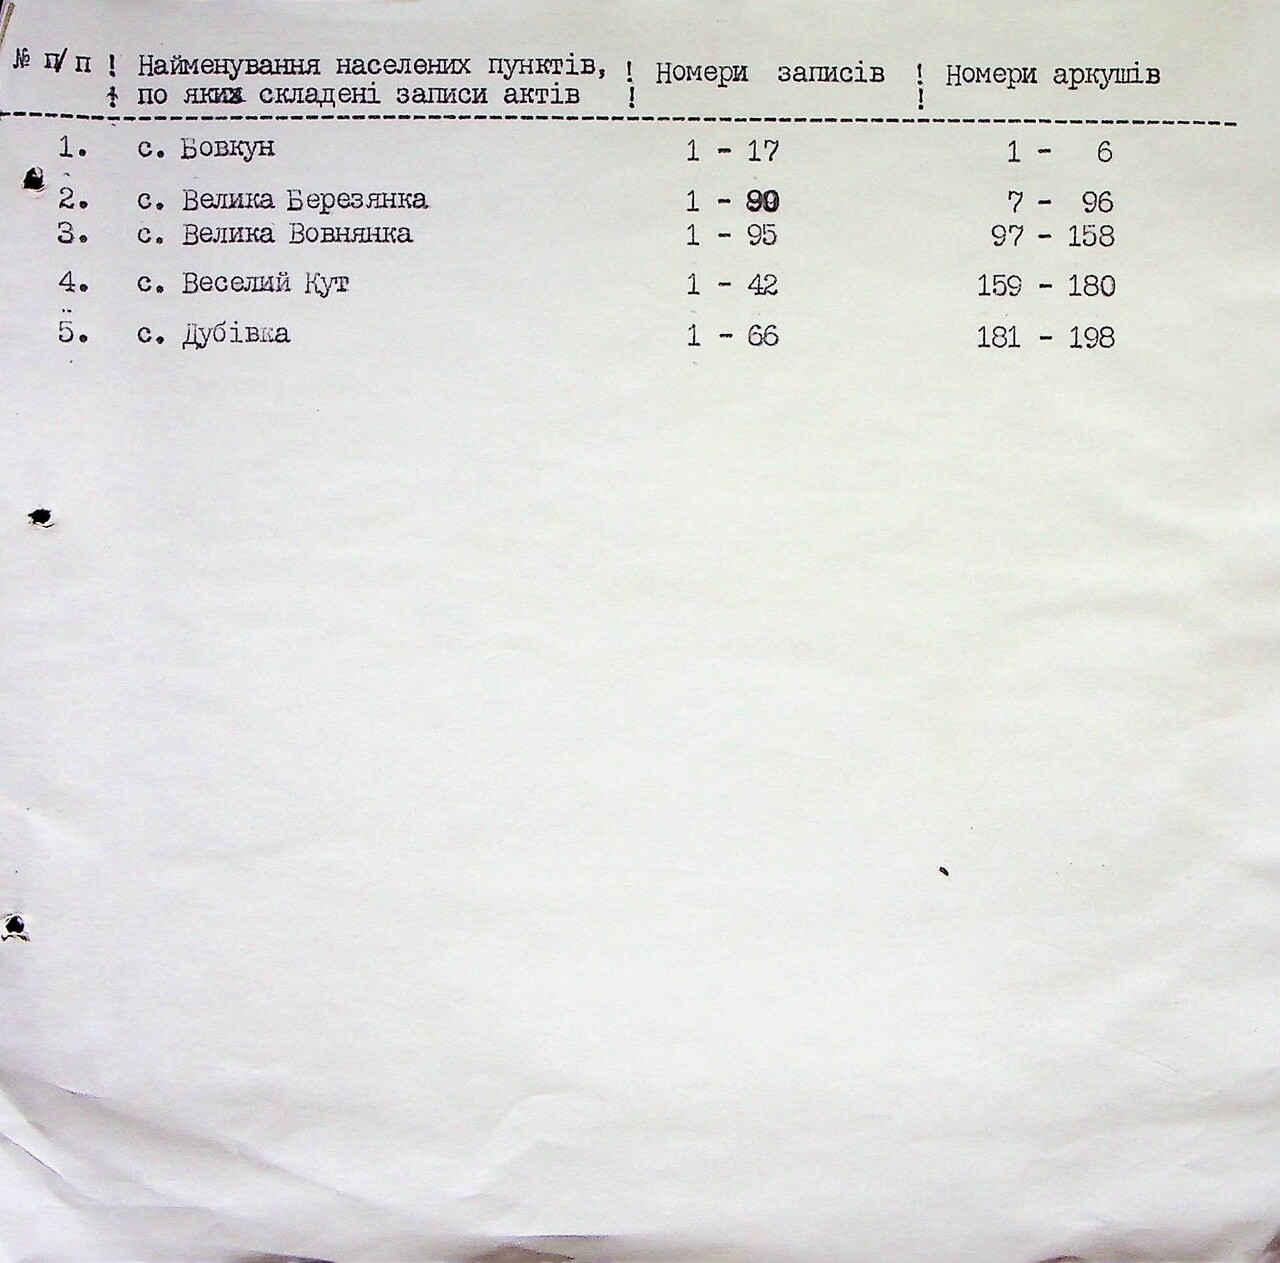 № п/п ! Найменування населених пунктів, ! Номери записів ! Номери аркушів
! по яких складені записи актів ! !
1. с. Вовкун 1 - 17 1 - 6
2. с. Велика Березянка 1 - 90 7 - 96
3. с. Велика Вовнянка 1 - 95 97 - 158
4. с. Веселий Кут 1 - 42 159 - 180
5. с. Дубівка 1 - 66 181 - 198